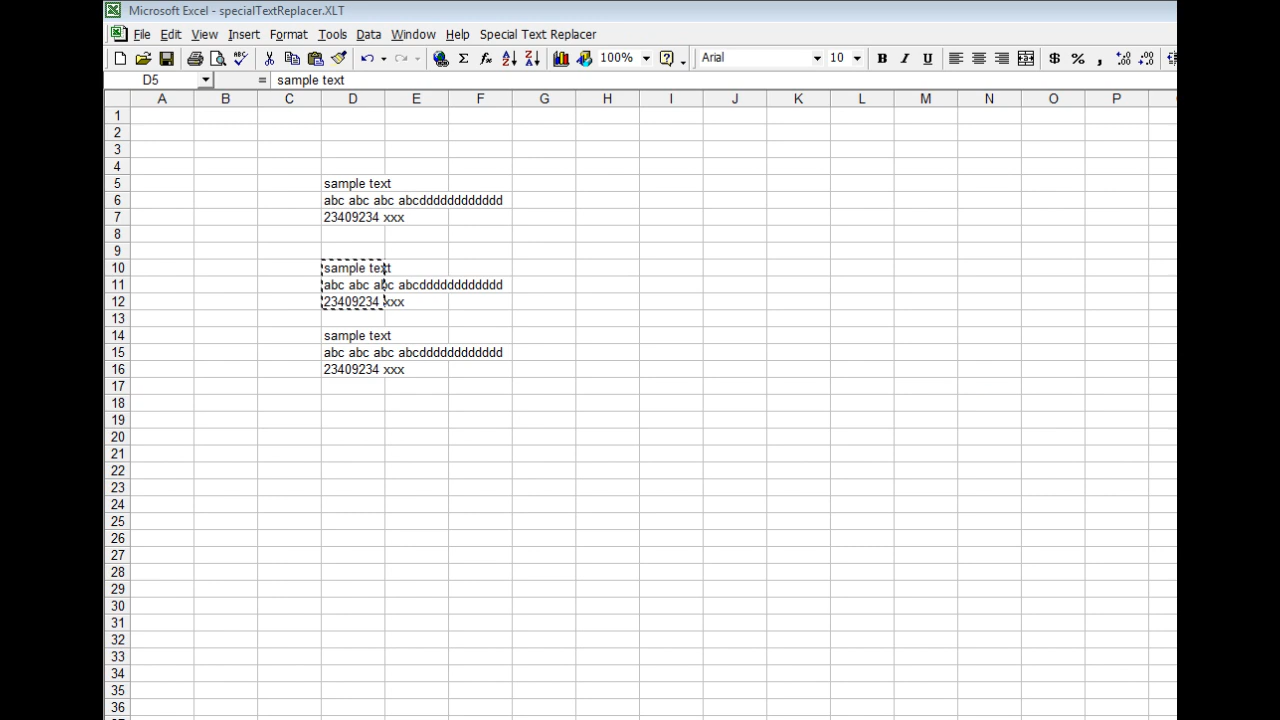 Microsoft Excel - specialTextReplacer.XLT
File Edit View Insert Format Tools Data Window Help Special Text Replacer
100% Arial 10 B I U $ % ,
D5 = sample text
A B C D E F G H I J K L M N O P
1
2
3
4
5 sample text
6 abc abc abc abcdddddddddddd
7 23409234 xxx
8
9
10 sample text
11 abc abc abc abcdddddddddddd
12 23409234 xxx
13
14 sample text
15 abc abc abc abcdddddddddddd
16 23409234 xxx
17
18
19
20
21
22
23
24
25
26
27
28
29
30
31
32
33
34
35
36